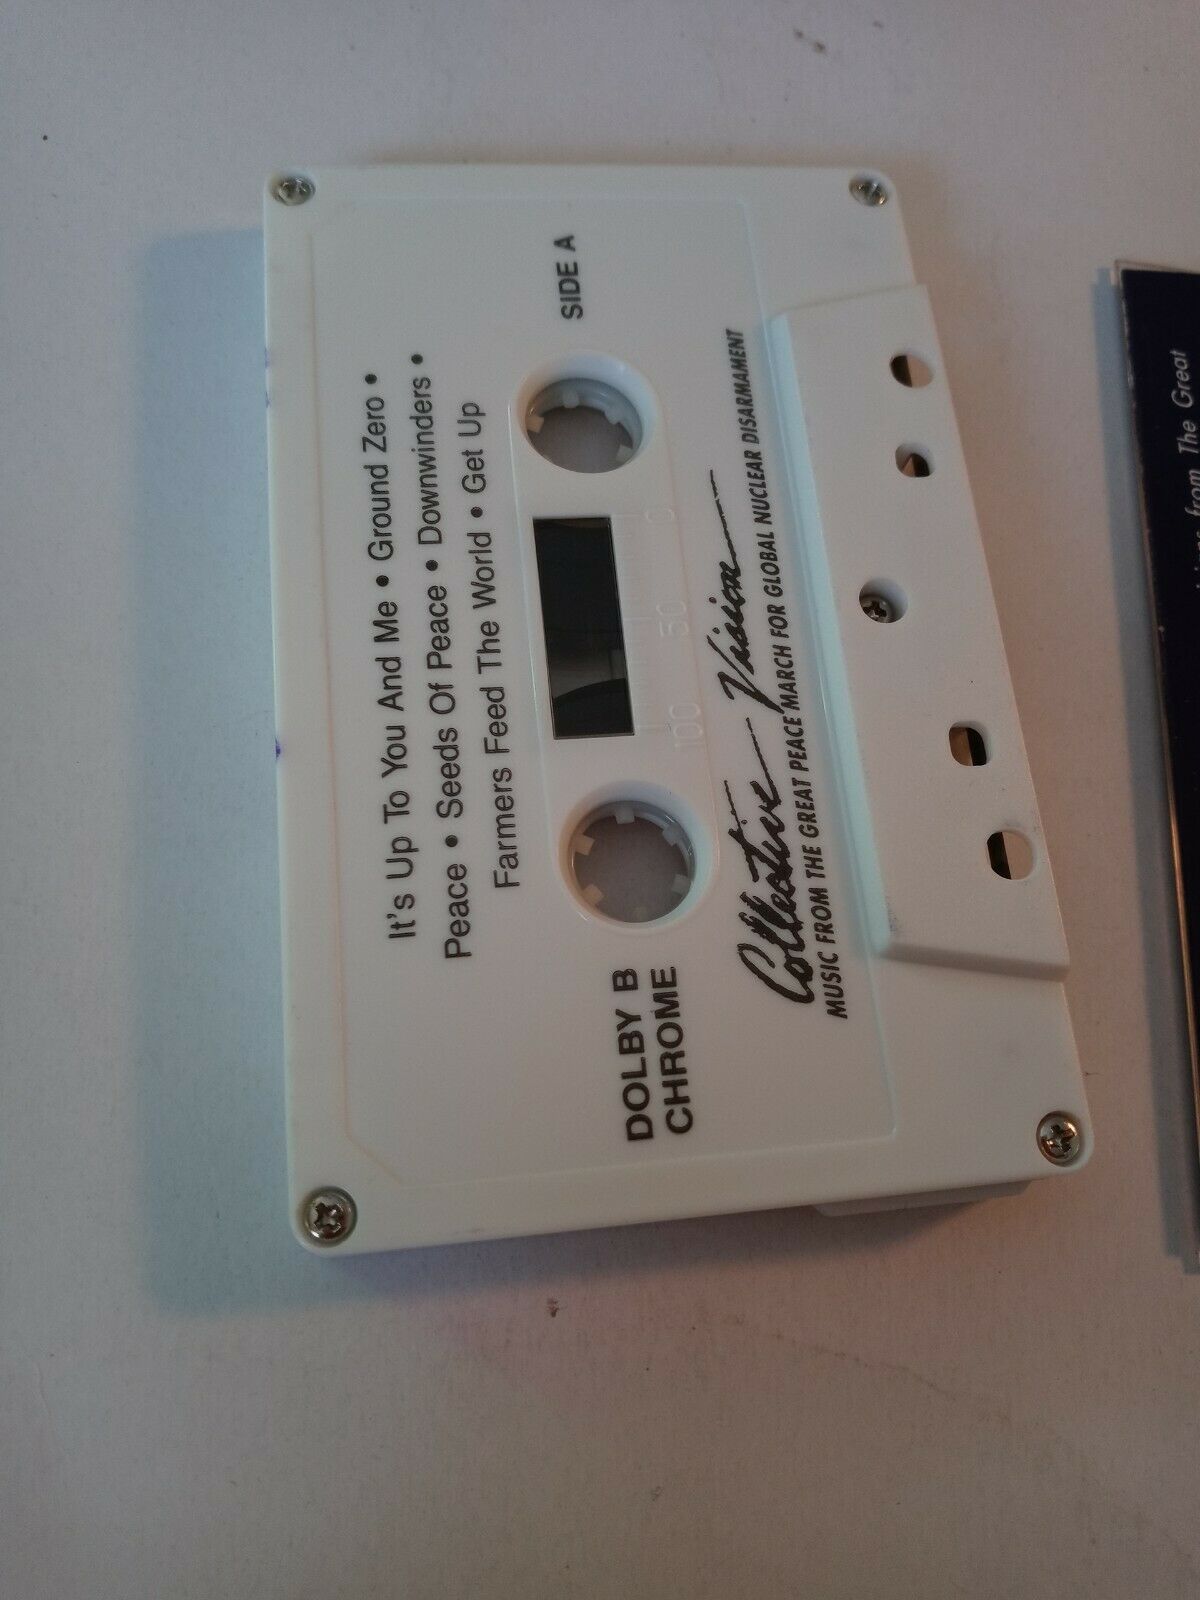 It's Up To You And Me • Ground Zero •
Peace • Seeds Of Peace • Downwinders •
Farmers Feed The World • Get Up
DOLBY B
CHROME
SIDE A
100 50 0
Collective Vision
MUSIC FROM THE GREAT PEACE MARCH FOR GLOBAL NUCLEAR DISARMAMENT
from The Great